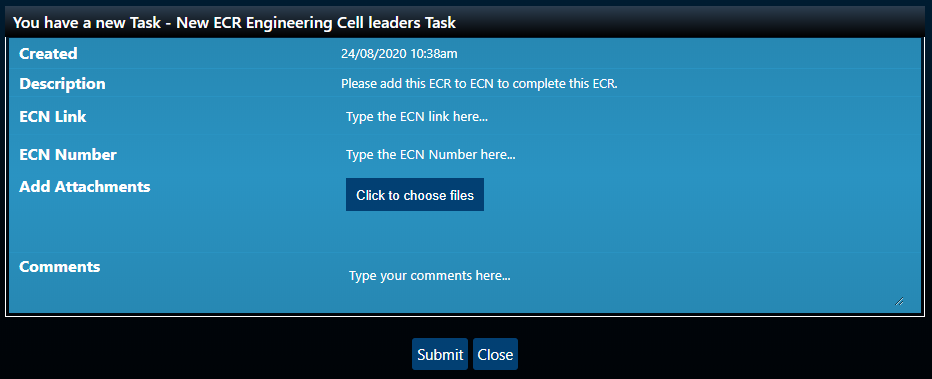 You have a new Task - New ECR Engineering Cell leaders Task
Created 24/08/2020 10:38am
Description Please add this ECR to ECN to complete this ECR.
ECN Link Type the ECN link here...
ECN Number Type the ECN Number here...
Add Attachments Click to choose files
Comments Type your comments here...
Submit Close